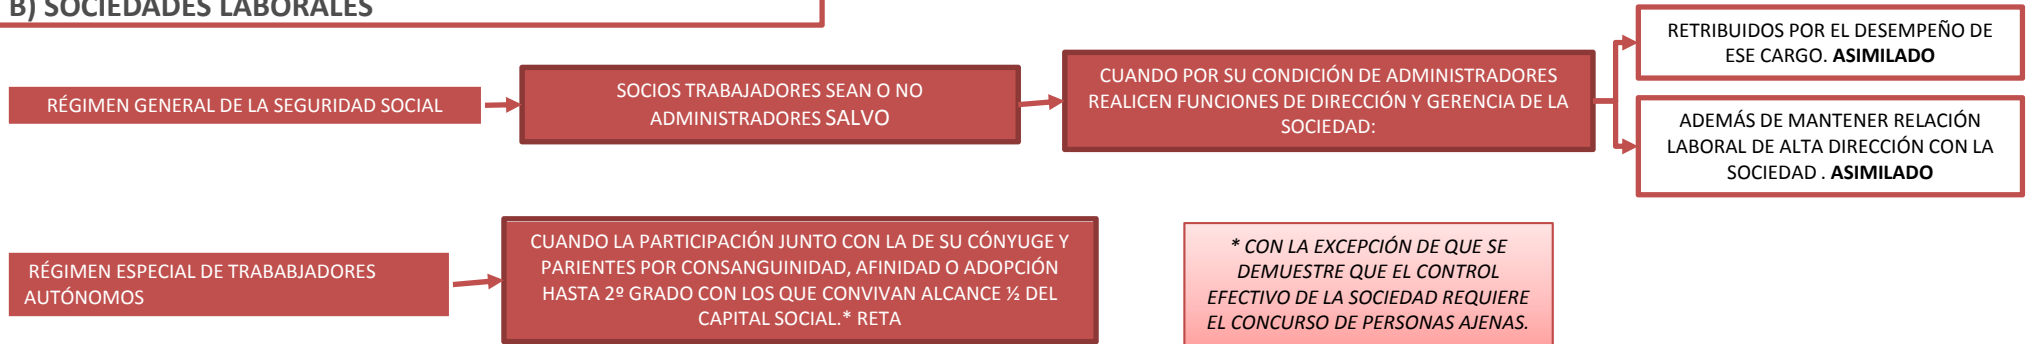 B) SOCIEDADES LABORALES
RÉGIMEN GENERAL DE LA SEGURIDAD SOCIAL
SOCIOS TRABAJADORES SEAN O NO
ADMINISTRADORES SALVO
CUANDO POR SU CONDICIÓN DE ADMINISTRADORES
REALICEN FUNCIONES DE DIRECCIÓN Y GERENCIA DE LA
SOCIEDAD:
RETRIBUIDOS POR EL DESEMPEÑO DE
ESE CARGO. ASIMILADO
ADEMÁS DE MANTENER RELACIÓN
LABORAL DE ALTA DIRECCIÓN CON LA
SOCIEDAD . ASIMILADO
RÉGIMEN ESPECIAL DE TRABABJADORES
AUTÓNOMOS
CUANDO LA PARTICIPACIÓN JUNTO CON LA DE SU CÓNYUGE Y
PARIENTES POR CONSANGUINIDAD, AFINIDAD O ADOPCIÓN
HASTA 2º GRADO CON LOS QUE CONVIVAN ALCANCE ½ DEL
CAPITAL SOCIAL.* RETA
* CON LA EXCEPCIÓN DE QUE SE
DEMUESTRE QUE EL CONTROL
EFECTIVO DE LA SOCIEDAD REQUIERE
EL CONCURSO DE PERSONAS AJENAS.